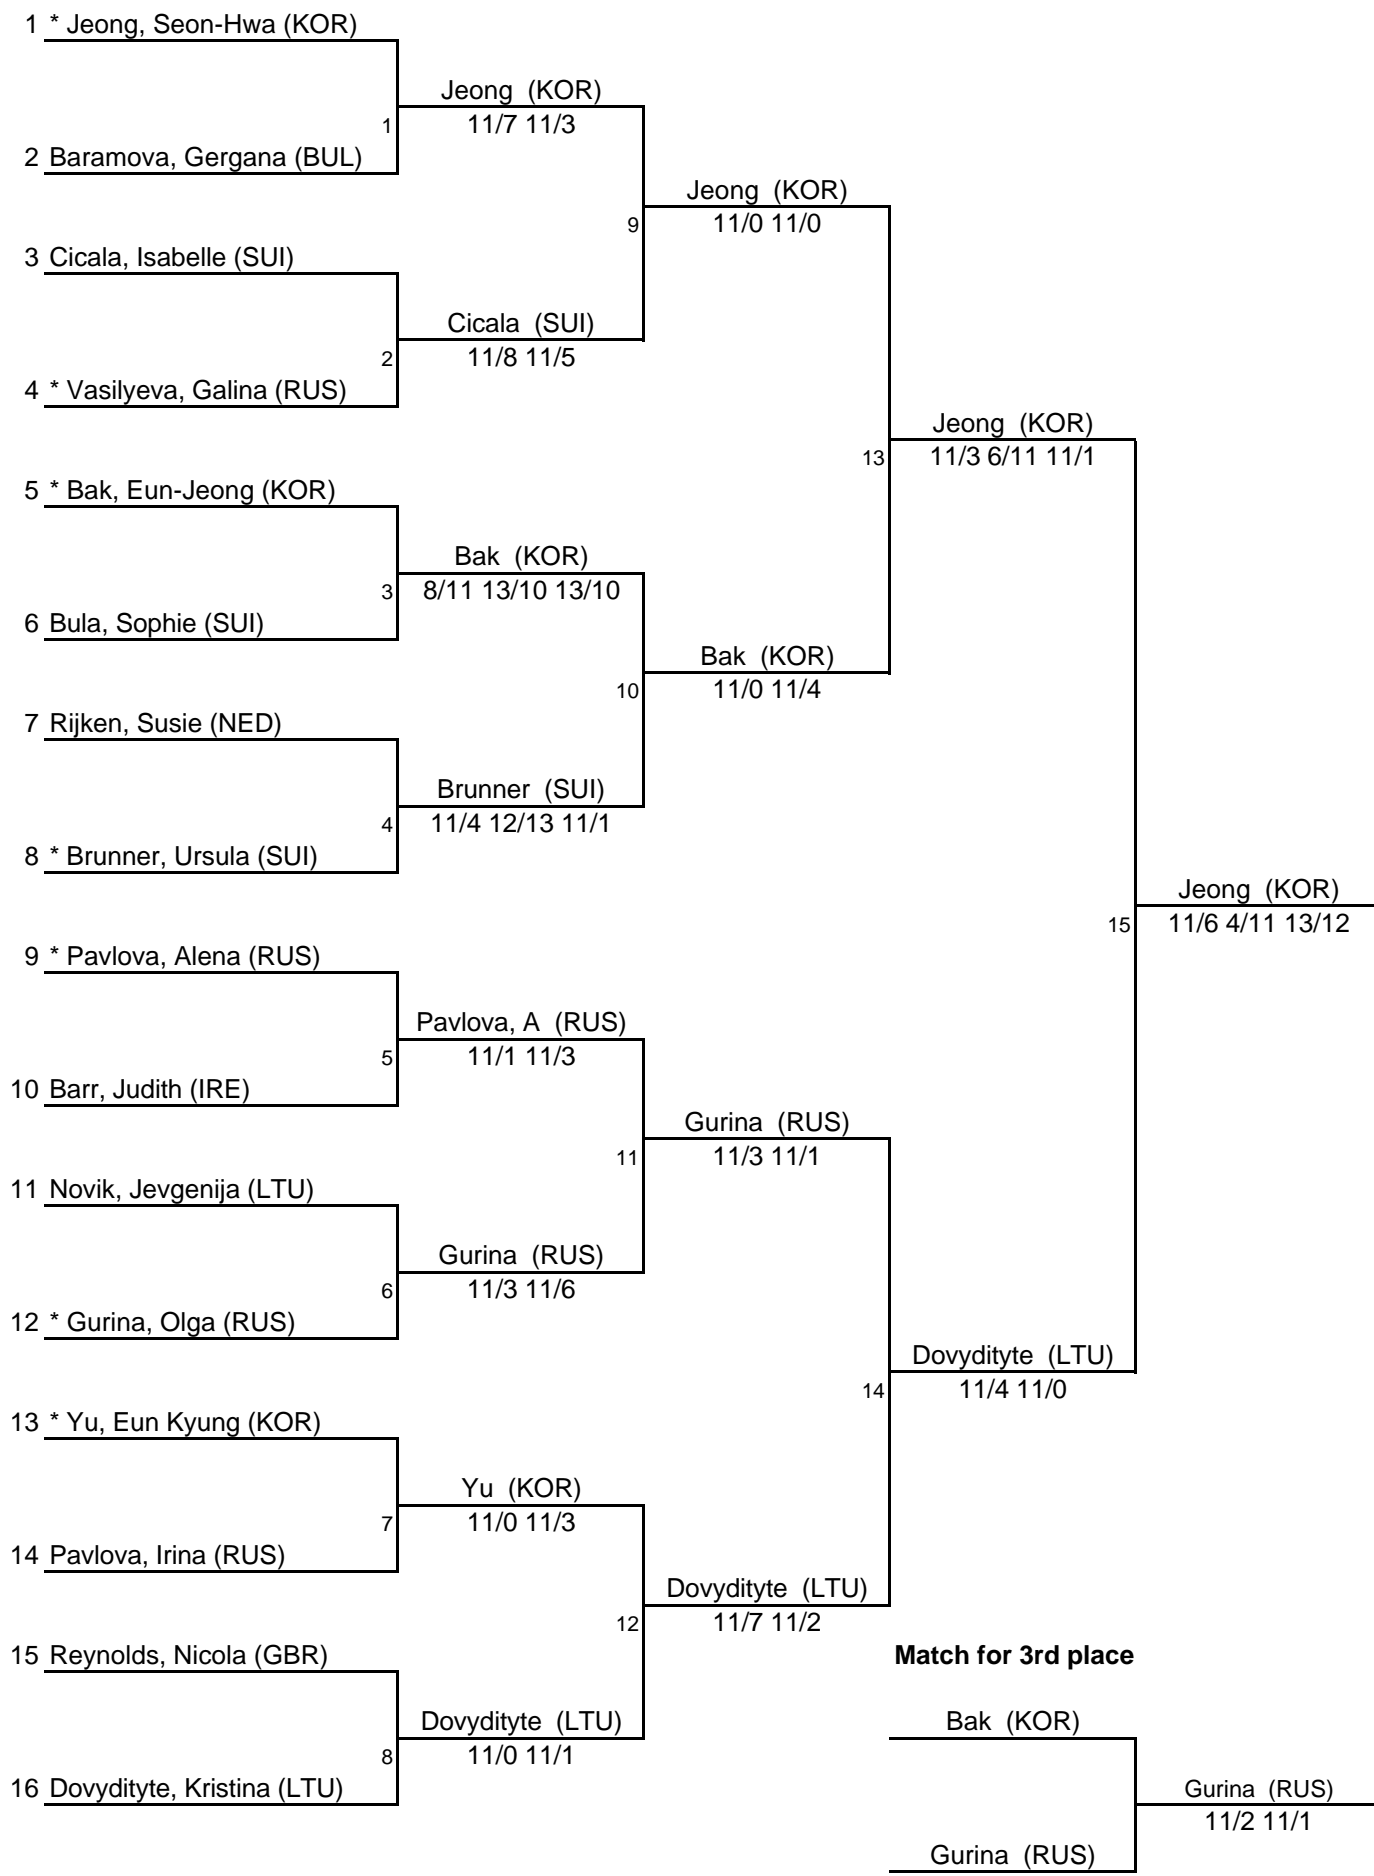 1 * Jeong, Seon-Hwa (KOR)
Jeong (KOR)
1 11/7 11/3
2 Baramova, Gergana (BUL)
Jeong (KOR)
9 11/0 11/0
3 Cicala, Isabelle (SUI)
Cicala (SUI)
2 11/8 11/5
4 * Vasilyeva, Galina (RUS)
Jeong (KOR)
13 11/3 6/11 11/1
5 * Bak, Eun-Jeong (KOR)
Bak (KOR)
3 8/11 13/10 13/10
6 Bula, Sophie (SUI)
Bak (KOR)
10 11/0 11/4
7 Rijken, Susie (NED)
Brunner (SUI)
4 11/4 12/13 11/1
8 * Brunner, Ursula (SUI)
Jeong (KOR)
15 11/6 4/11 13/12
9 * Pavlova, Alena (RUS)
Pavlova, A (RUS)
5 11/1 11/3
10 Barr, Judith (IRE)
Gurina (RUS)
11 11/3 11/1
11 Novik, Jevgenija (LTU)
Gurina (RUS)
6 11/3 11/6
12 * Gurina, Olga (RUS)
Dovydityte (LTU)
14 11/4 11/0
13 * Yu, Eun Kyung (KOR)
Yu (KOR)
7 11/0 11/3
14 Pavlova, Irina (RUS)
Dovydityte (LTU)
12 11/7 11/2
15 Reynolds, Nicola (GBR)
Match for 3rd place
Dovydityte (LTU)
8 11/0 11/1
Bak (KOR)
16 Dovydityte, Kristina (LTU)
Gurina (RUS)
11/2 11/1
Gurina (RUS)